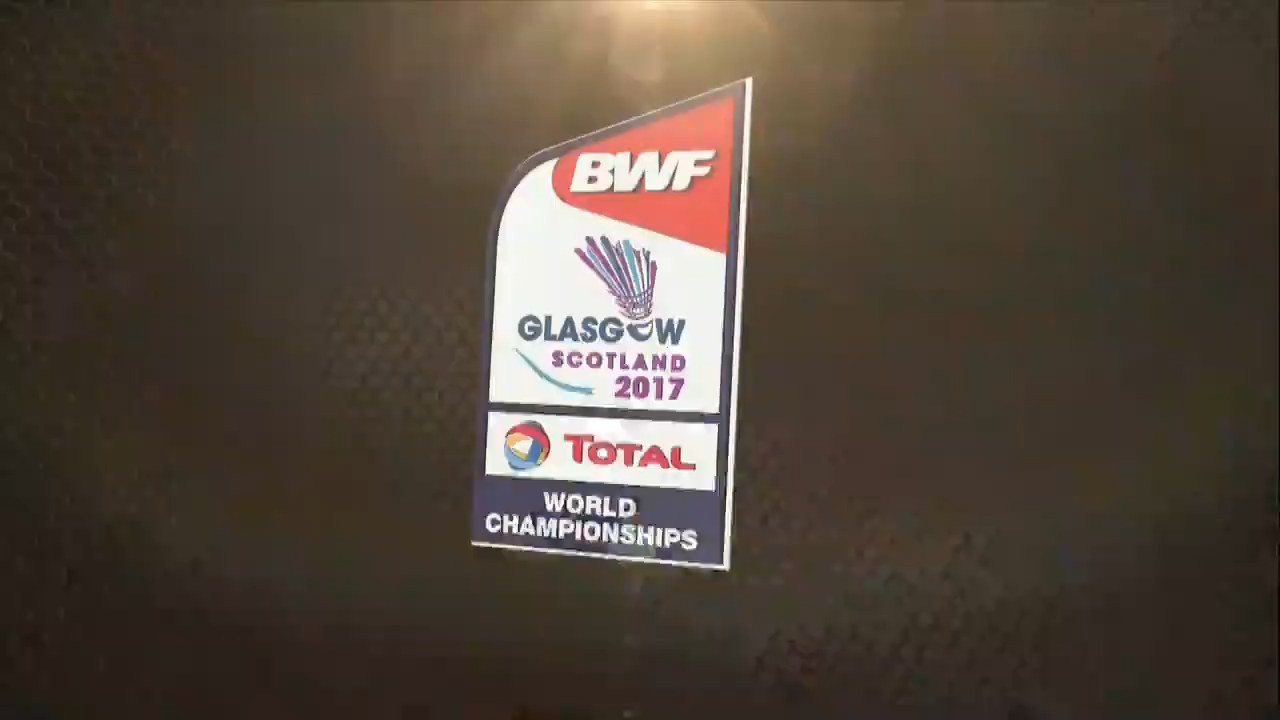 BWF
GLASGOW
SCOTLAND
2017
TOTAL
WORLD
CHAMPIONSHIPS